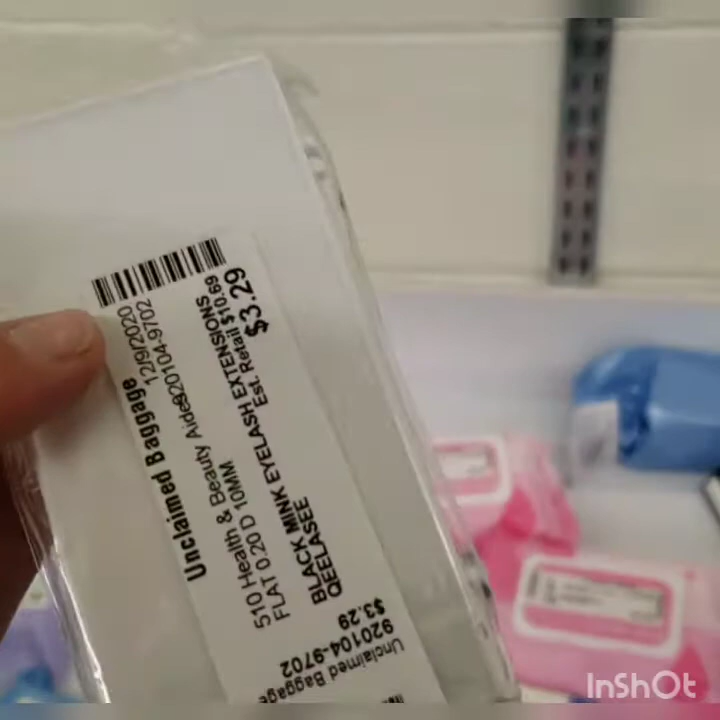 Unclaimed Baggage
12/9/2020
510 Health & Beauty Aides
920104-9702
FLAT 0.20 D 10MM
BLACK MINK EYELASH EXTENSIONS
QEELASEE
Est. Retail $10.69
$3.29
Unclaimed Baggage
920104-9702
$3.29
InShOt